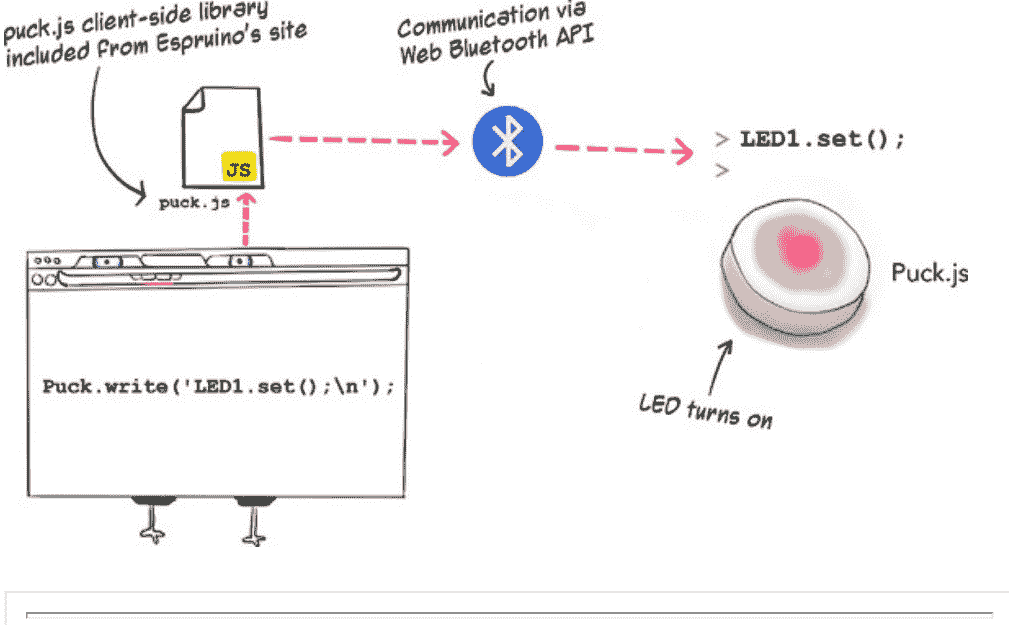 puck.js client-side library
included from Espruino's site
Communication via
Web Bluetooth API
JS
puck.js
> LED1.set();
>
Puck.js
Puck.write('LED1.set();\n');
LED turns on